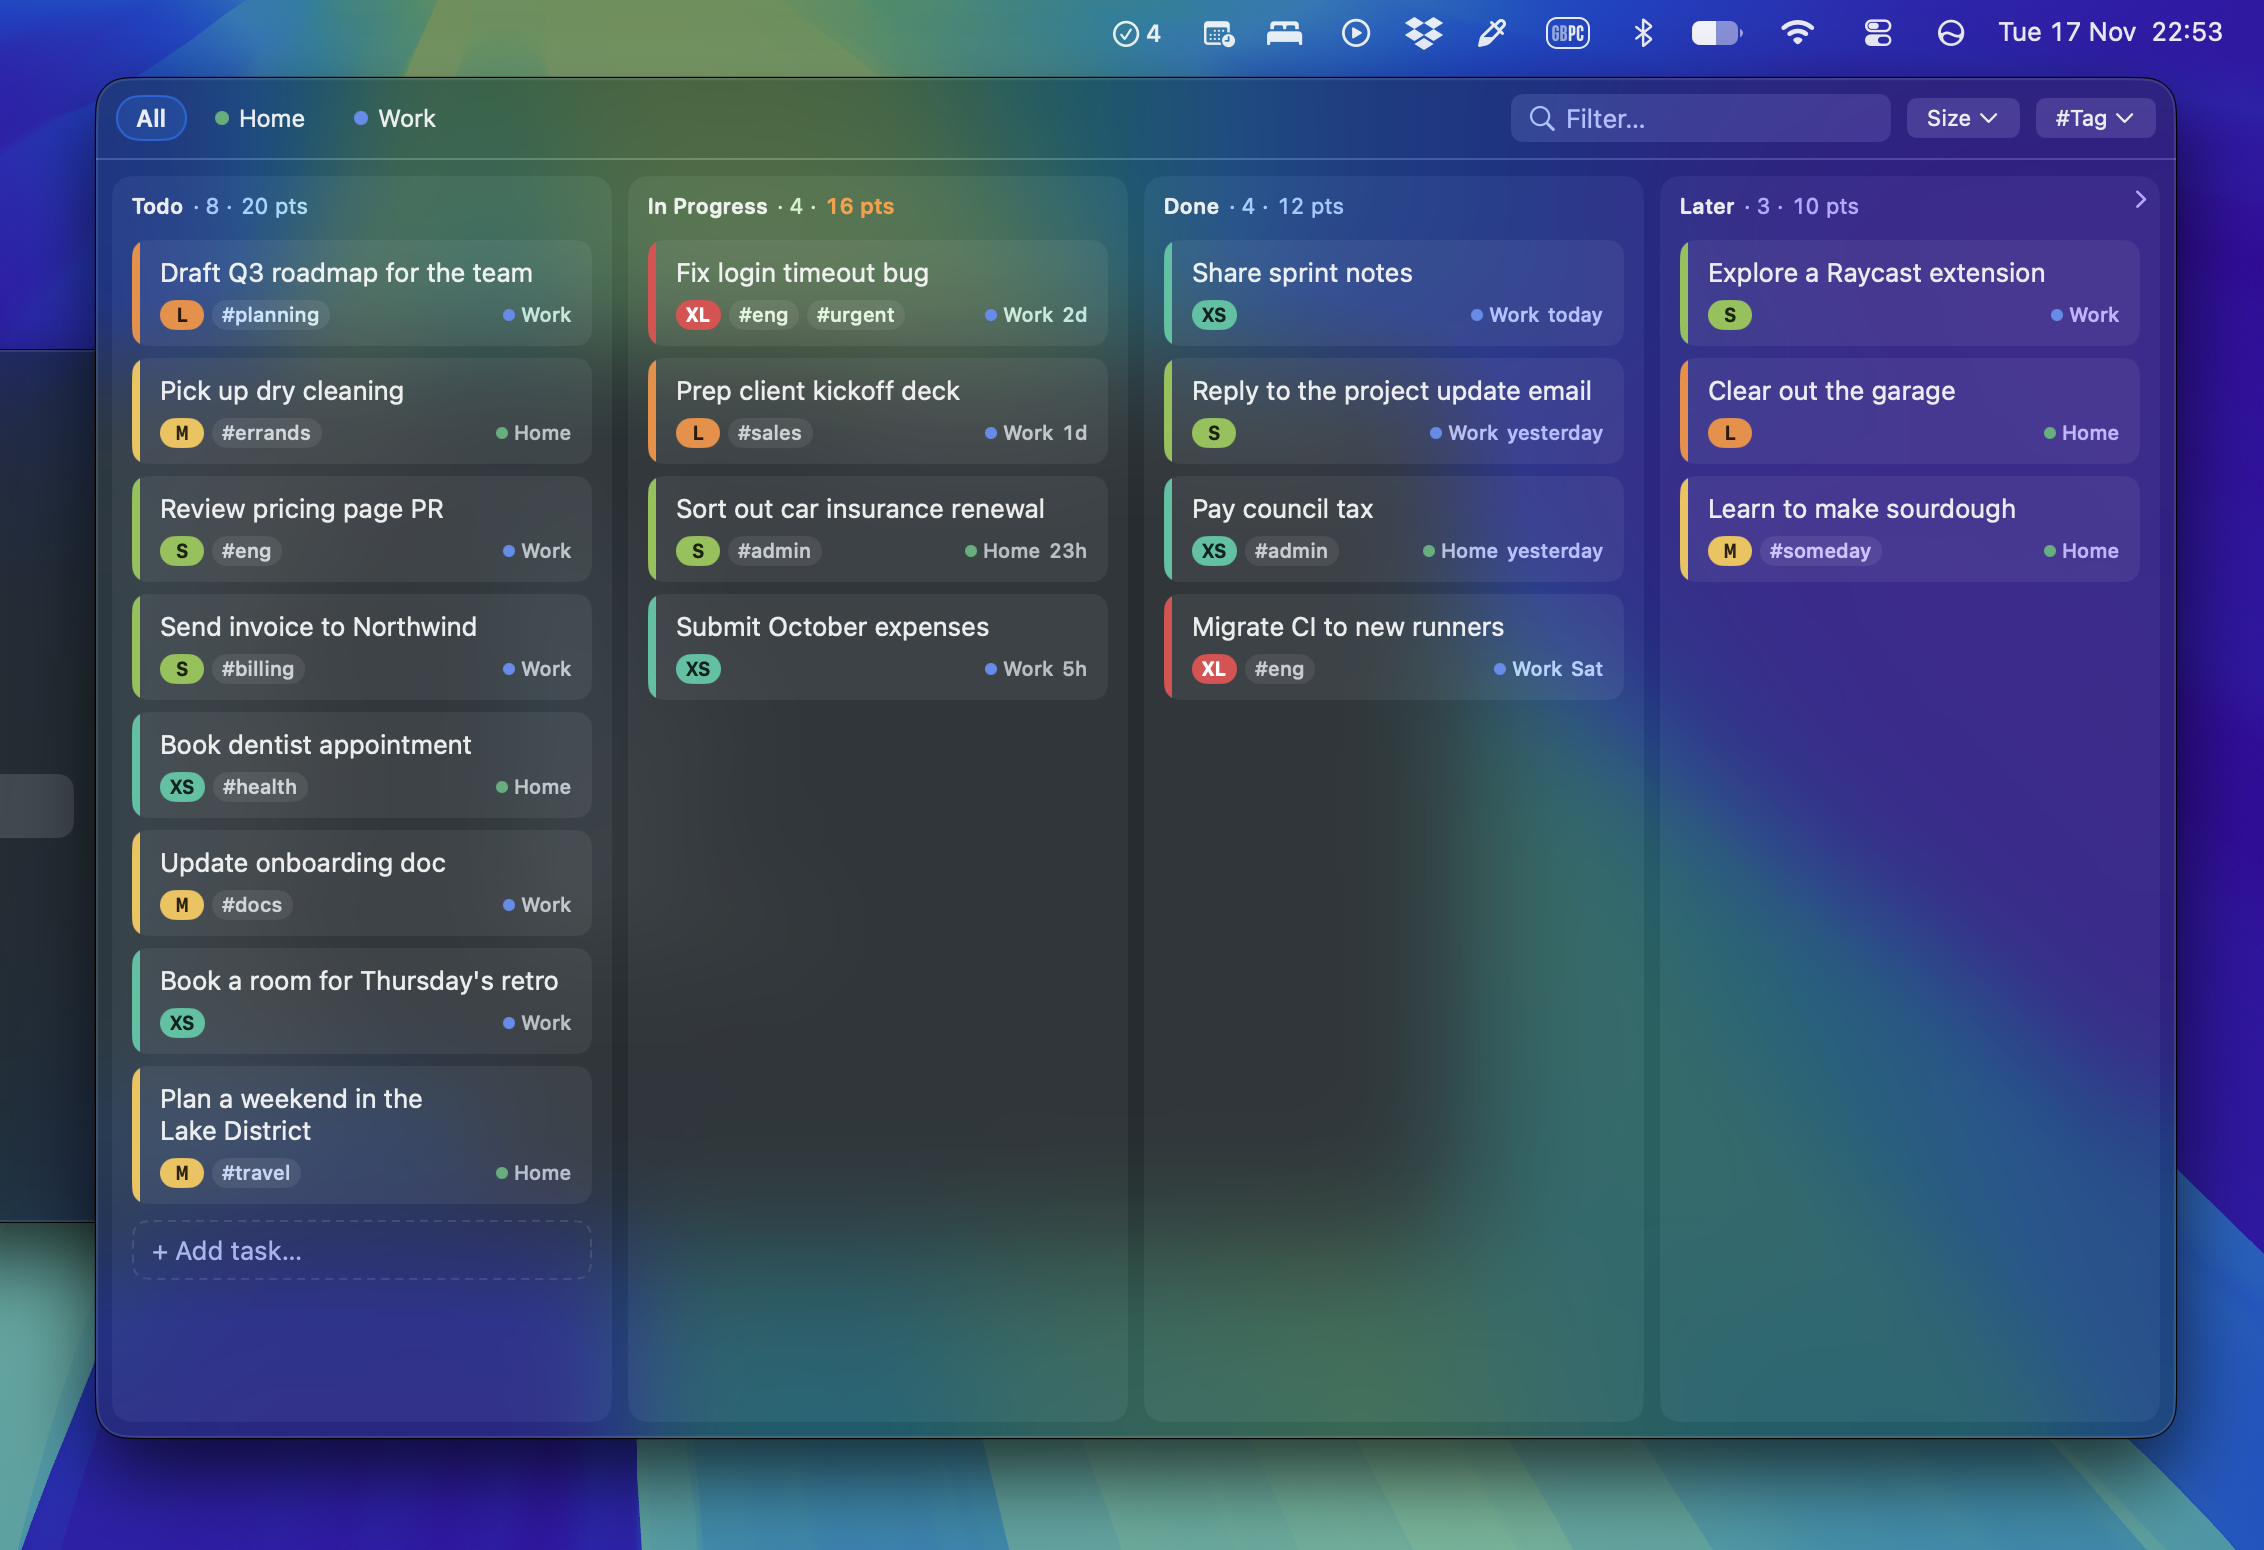 4
GBPC
Tue 17 Nov 22:53
All
Home
Work
Filter...
Size
#Tag
Todo · 8 · 20 pts
Draft Q3 roadmap for the team
L #planning Work
Pick up dry cleaning
M #errands Home
Review pricing page PR
S #eng Work
Send invoice to Northwind
S #billing Work
Book dentist appointment
XS #health Home
Update onboarding doc
M #docs Work
Book a room for Thursday's retro
XS Work
Plan a weekend in the
Lake District
M #travel Home
+ Add task...
In Progress · 4 · 16 pts
Fix login timeout bug
XL #eng #urgent Work 2d
Prep client kickoff deck
L #sales Work 1d
Sort out car insurance renewal
S #admin Home 23h
Submit October expenses
XS Work 5h
Done · 4 · 12 pts
Share sprint notes
XS Work today
Reply to the project update email
S Work yesterday
Pay council tax
XS #admin Home yesterday
Migrate CI to new runners
XL #eng Work Sat
Later · 3 · 10 pts
Explore a Raycast extension
S Work
Clear out the garage
L Home
Learn to make sourdough
M #someday Home